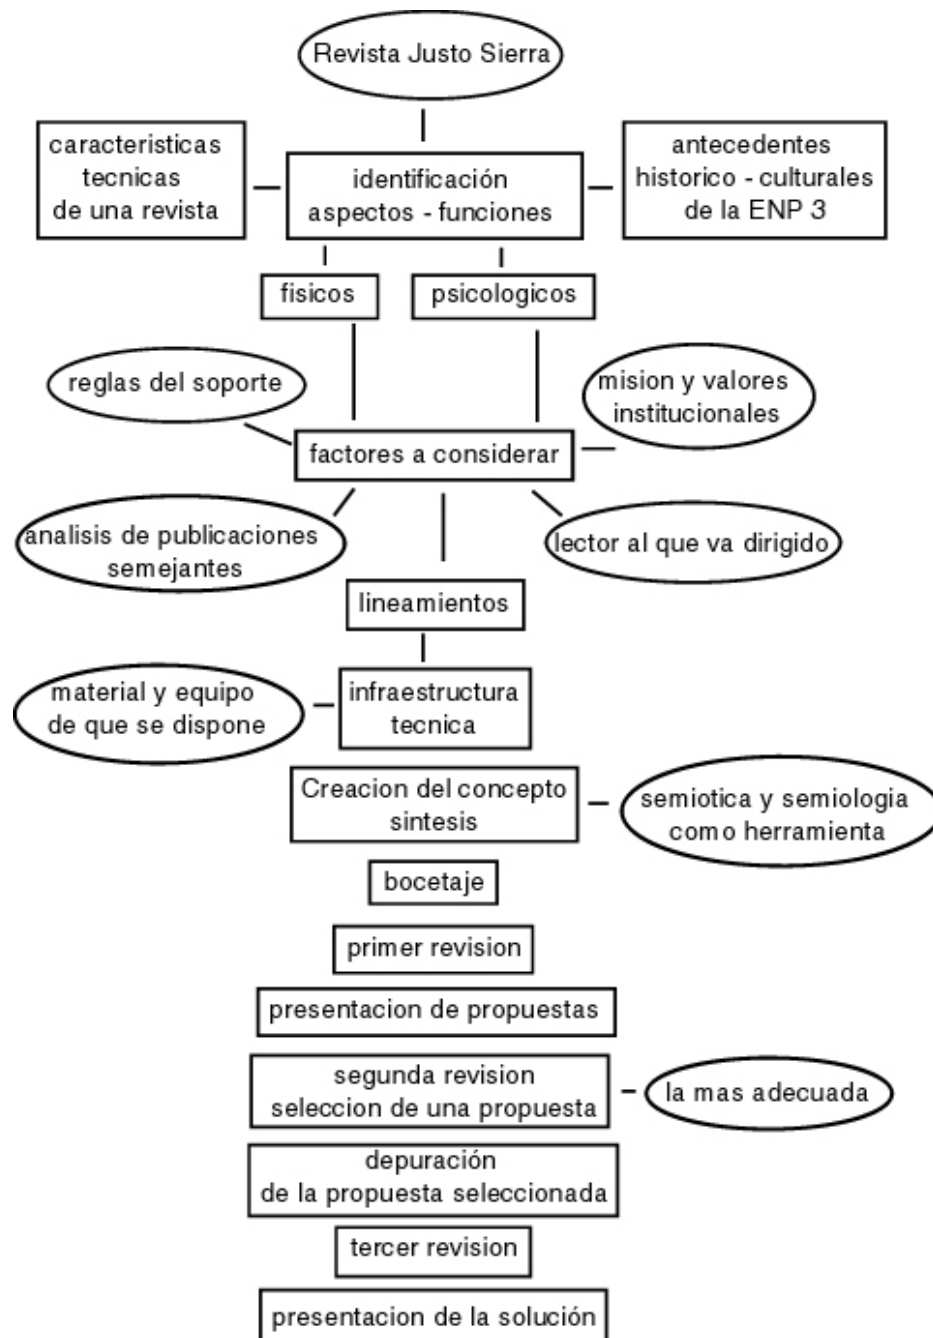 Revista Justo Sierra
caracteristicas
tecnicas
de una revista
identificación
aspectos - funciones
antecedentes
historico - culturales
de la ENP 3
fisicos
psicologicos
reglas del soporte
mision y valores
institucionales
factores a considerar
analisis de publicaciones
semejantes
lector al que va dirigido
lineamientos
material y equipo
de que se dispone
infraestructura
tecnica
Creacion del concepto
sintesis
semiotica y semiologia
como herramienta
bocetaje
primer revision
presentacion de propuestas
segunda revision
seleccion de una propuesta
la mas adecuada
depuración
de la propuesta seleccionada
tercer revision
presentacion de la solución